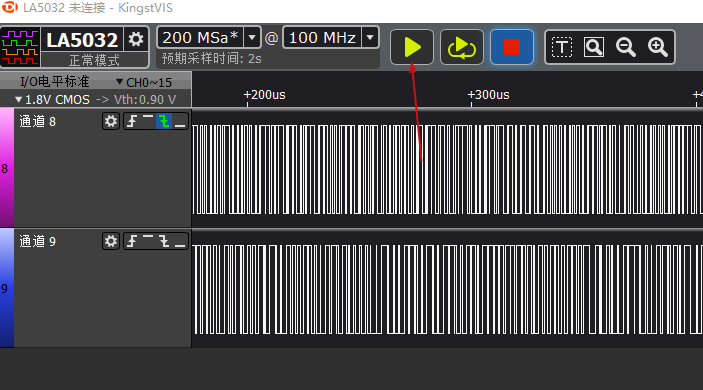 LA5032 未连接 - KingstVIS
LA5032
正常模式
200 MSa* @ 100 MHz
预期采样时间: 2s
I/O电平标准 ▼CH0~15
▼1.8V CMOS -> Vth:0.90 V
+200us +300us
通道 8
8
通道 9
9